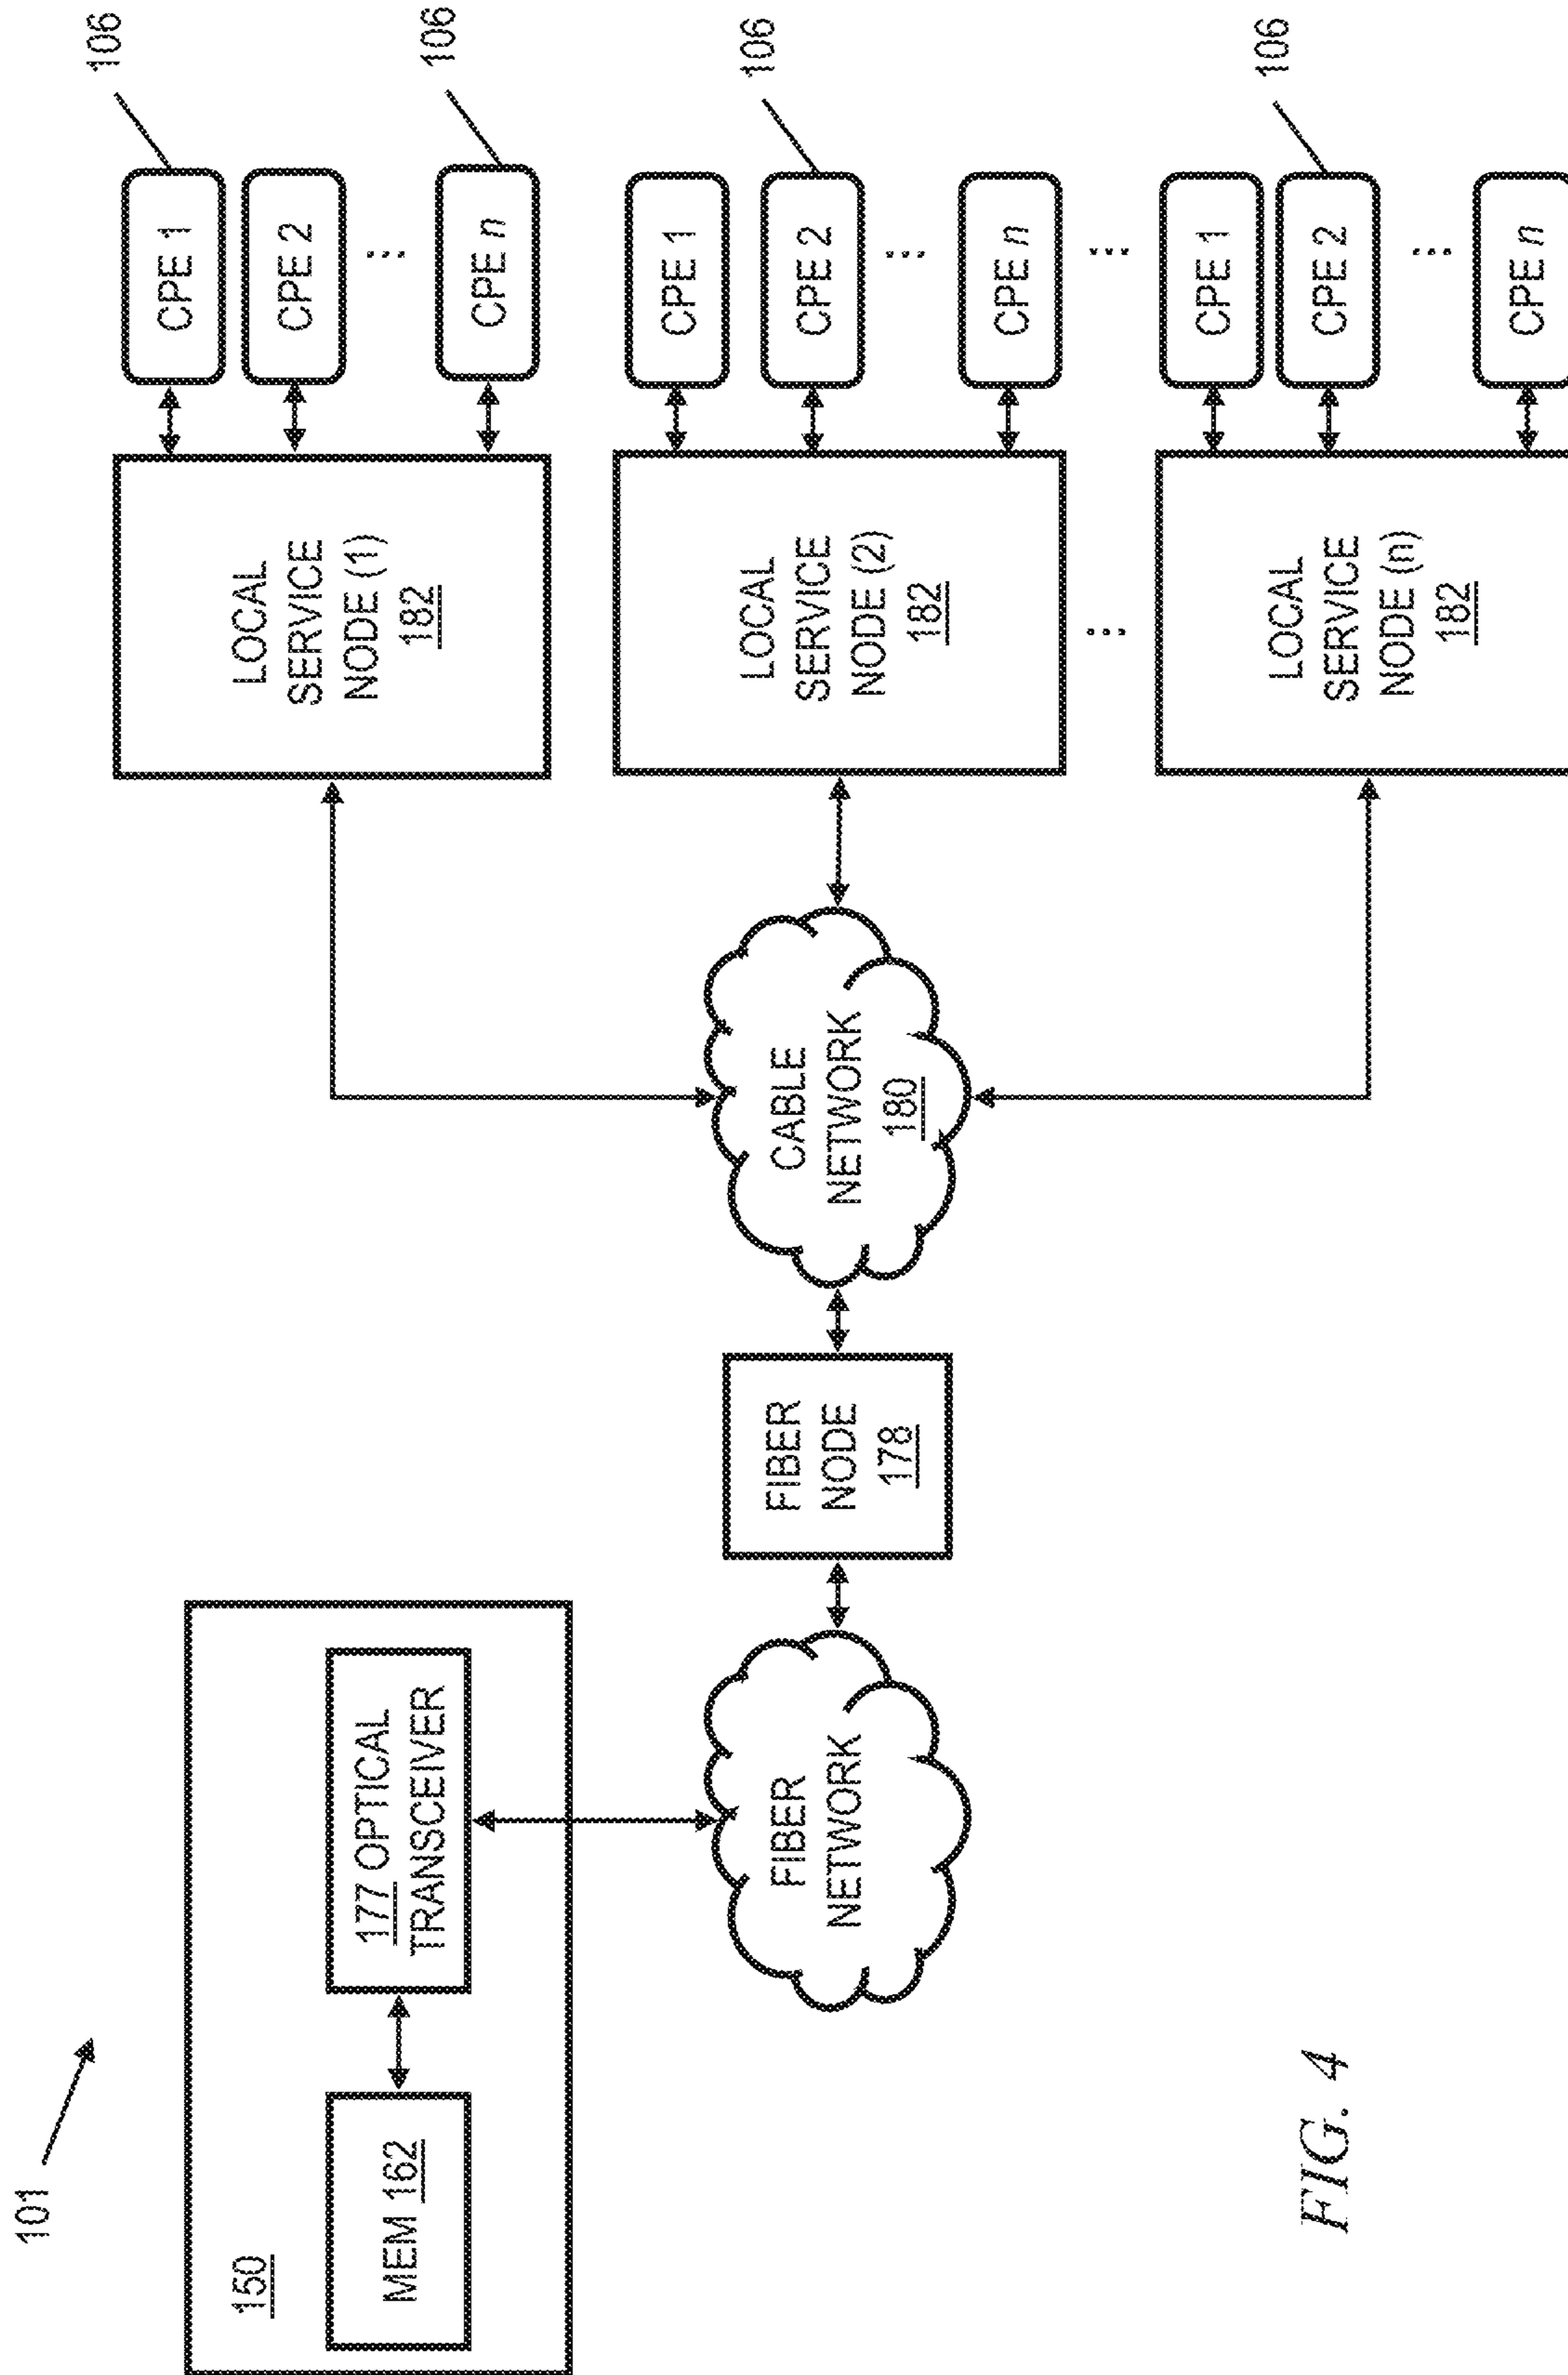 101
150
MEM 162
177 OPTICAL
TRANSCEIVER
FIBER
NETWORK
FIBER
NODE
178
CABLE
NETWORK
180
LOCAL
SERVICE
NODE (1)
182
CPE 1
106
CPE 2
...
CPE n
106
LOCAL
SERVICE
NODE (2)
182
CPE 1
CPE 2
106
...
CPE n
...
...
LOCAL
SERVICE
NODE (n)
182
CPE 1
CPE 2
106
...
CPE n
FIG. 4